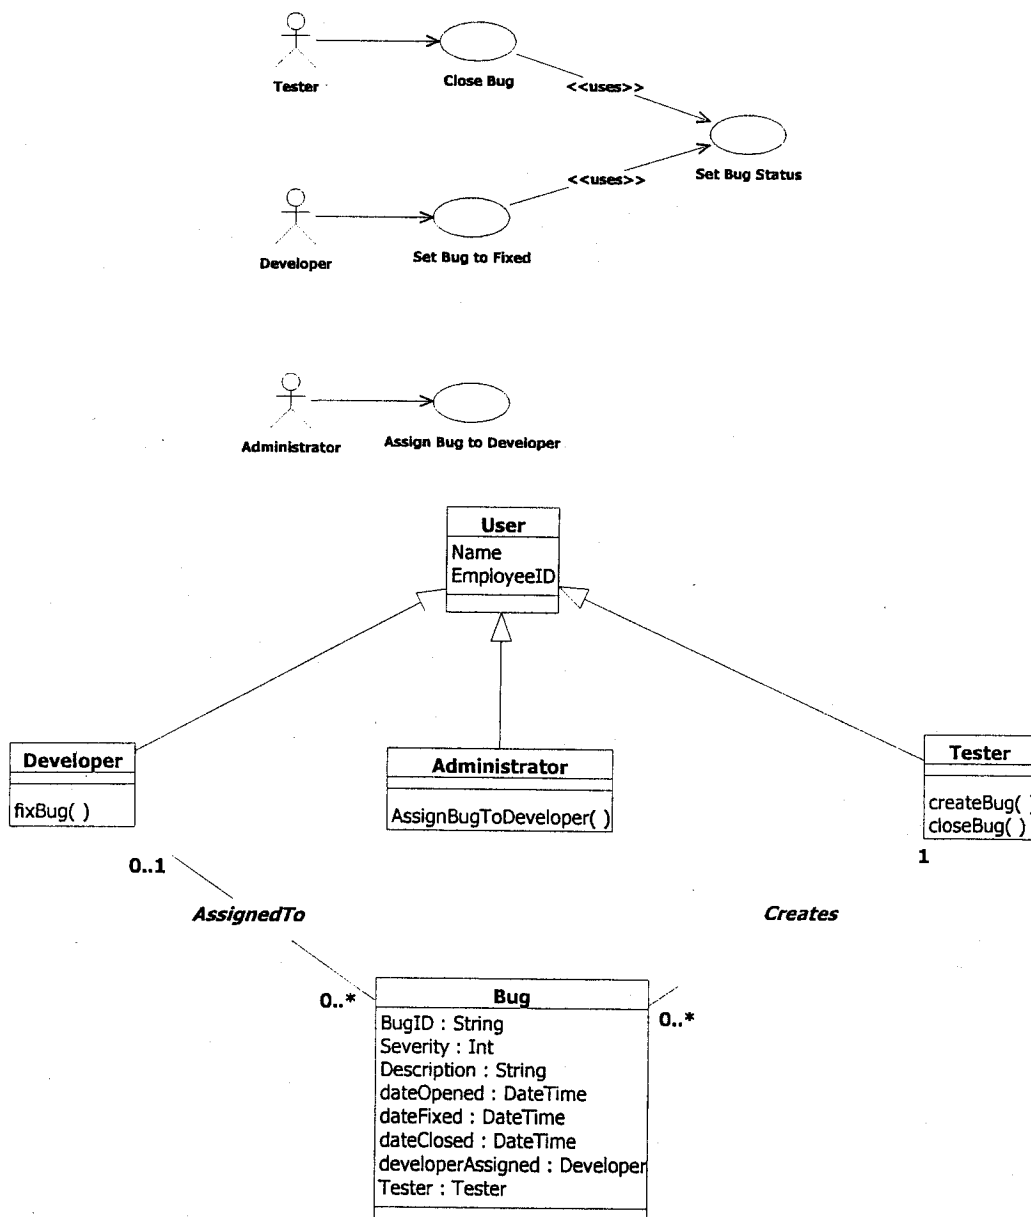 Tester
Close Bug
<<uses>>
Set Bug Status
<<uses>>
Developer
Set Bug to Fixed
Administrator
Assign Bug to Developer
User
Name
EmployeeID
Developer
fixBug( )
Administrator
AssignBugToDeveloper( )
Tester
createBug( )
closeBug( )
0..1
1
AssignedTo
Creates
0..*
0..*
Bug
BugID : String
Severity : Int
Description : String
dateOpened : DateTime
dateFixed : DateTime
dateClosed : DateTime
developerAssigned : Developer
Tester : Tester